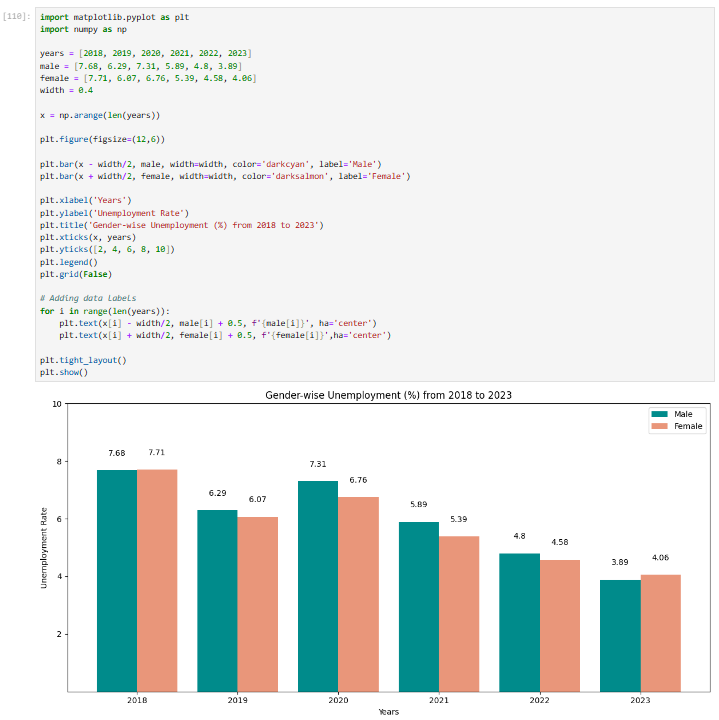 [110]:
import matplotlib.pyplot as plt
import numpy as np
years = [2018, 2019, 2020, 2021, 2022, 2023]
male = [7.68, 6.29, 7.31, 5.89, 4.8, 3.89]
female = [7.71, 6.07, 6.76, 5.39, 4.58, 4.06]
width = 0.4
x = np.arange(len(years))
plt.figure(figsize=(12,6))
plt.bar(x - width/2, male, width=width, color='darkcyan', label='Male')
plt.bar(x + width/2, female, width=width, color='darksalmon', label='Female')
plt.xlabel('Years')
plt.ylabel('Unemployment Rate')
plt.title('Gender-wise Unemployment (%) from 2018 to 2023')
plt.xticks(x, years)
plt.yticks([2, 4, 6, 8, 10])
plt.legend()
plt.grid(False)
# Adding data labels
for i in range(len(years)):
    plt.text(x[i] - width/2, male[i] + 0.5, f'{male[i]}', ha='center')
    plt.text(x[i] + width/2, female[i] + 0.5, f'{female[i]}',ha='center')
plt.tight_layout()
plt.show()
Gender-wise Unemployment (%) from 2018 to 2023
Male
Female
10
8
6
4
2
Unemployment Rate
7.68 7.71
6.29 6.07
7.31 6.76
5.89 5.39
4.8 4.58
3.89 4.06
2018 2019 2020 2021 2022 2023
Years